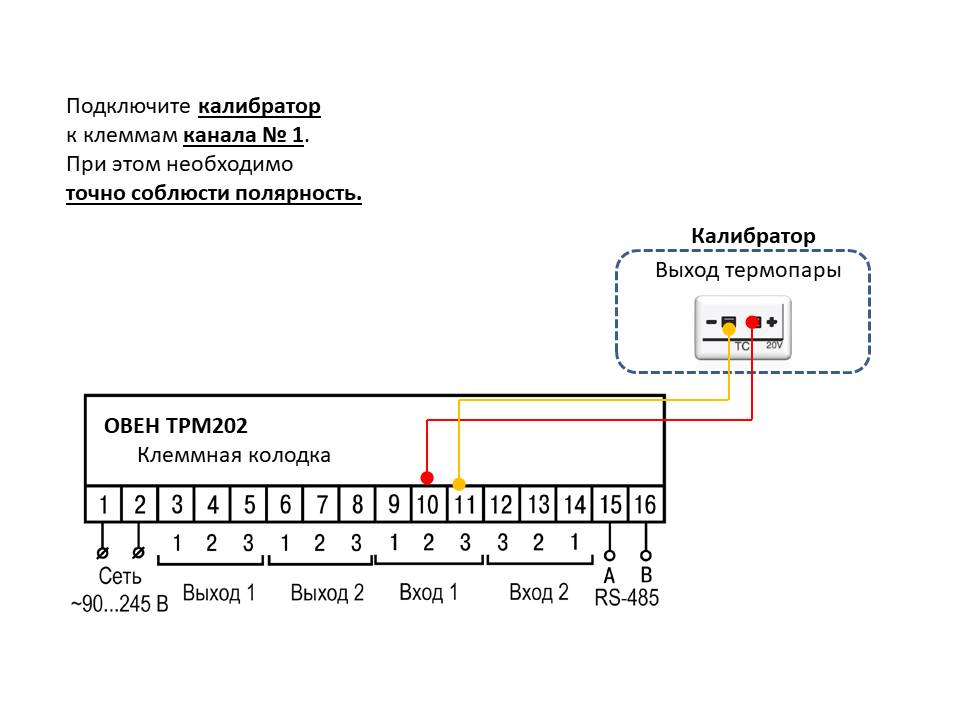 Подключите калибратор
к клеммам канала № 1.
При этом необходимо
точно соблюсти полярность.
Калибратор
Выход термопары
- +
TC 20V
ОВЕН ТРМ202
Клеммная колодка
1 2 3 4 5 6 7 8 9 10 11 12 13 14 15 16
1 2 3 1 2 3 1 2 3 3 2 1
Сеть
~90...245 В
Выход 1
Выход 2
Вход 1
Вход 2
A B
RS-485